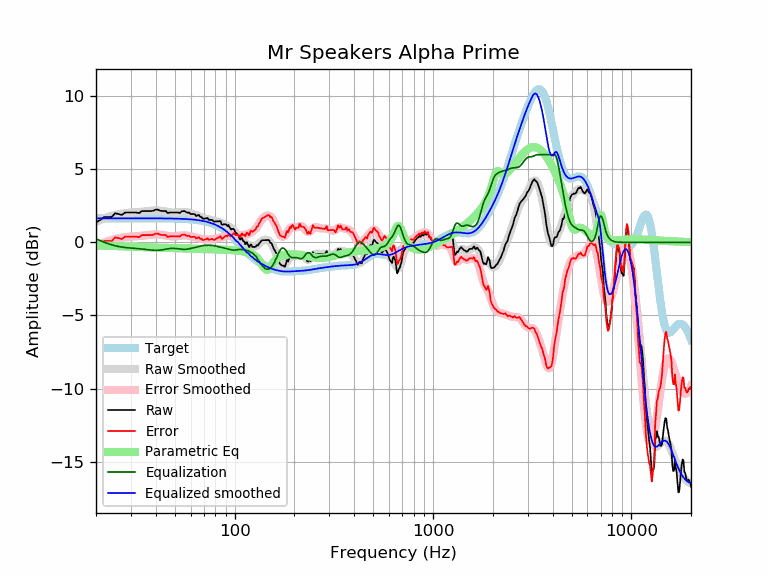 Mr Speakers Alpha Prime
10
5
0
−5
−10
−15
Amplitude (dBr)
Target
Raw Smoothed
Error Smoothed
Raw
Error
Parametric Eq
Equalization
Equalized smoothed
100
1000
10000
Frequency (Hz)